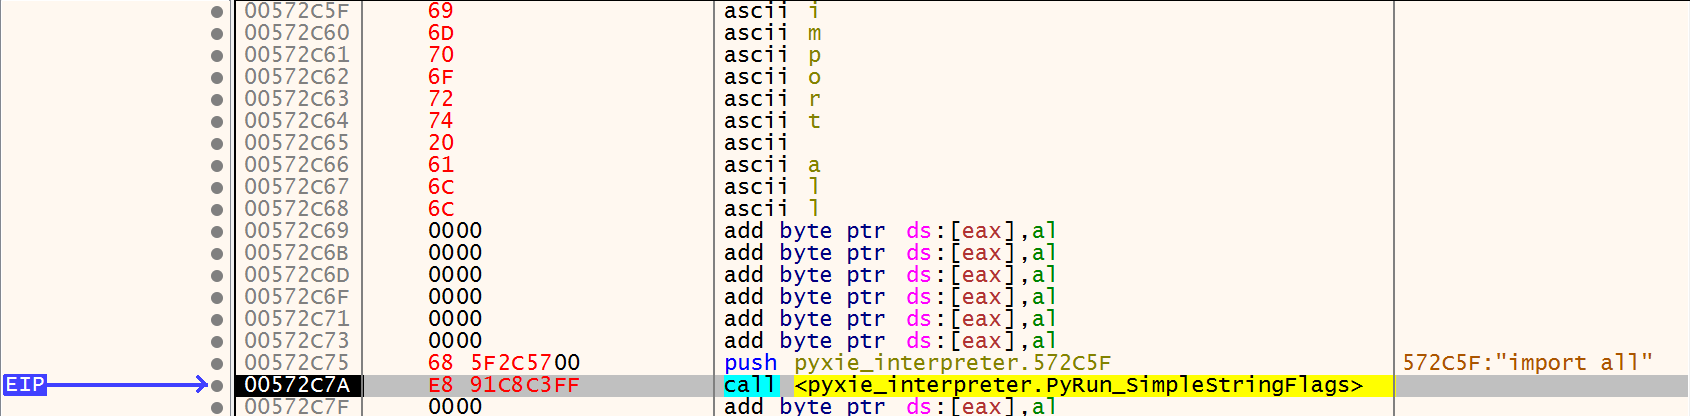 00572C5F 69 ascii i
00572C60 6D ascii m
00572C61 70 ascii p
00572C62 6F ascii o
00572C63 72 ascii r
00572C64 74 ascii t
00572C65 20 ascii
00572C66 61 ascii a
00572C67 6C ascii l
00572C68 6C ascii l
00572C69 0000 add byte ptr ds:[eax],al
00572C6B 0000 add byte ptr ds:[eax],al
00572C6D 0000 add byte ptr ds:[eax],al
00572C6F 0000 add byte ptr ds:[eax],al
00572C71 0000 add byte ptr ds:[eax],al
00572C73 0000 add byte ptr ds:[eax],al
00572C75 68 5F2C5700 push pyxie_interpreter.572C5F 572C5F:"import all"
EIP 00572C7A E8 91C8C3FF call <pyxie_interpreter.PyRun_SimpleStringFlags>
00572C7F 0000 add byte ptr ds:[eax],al